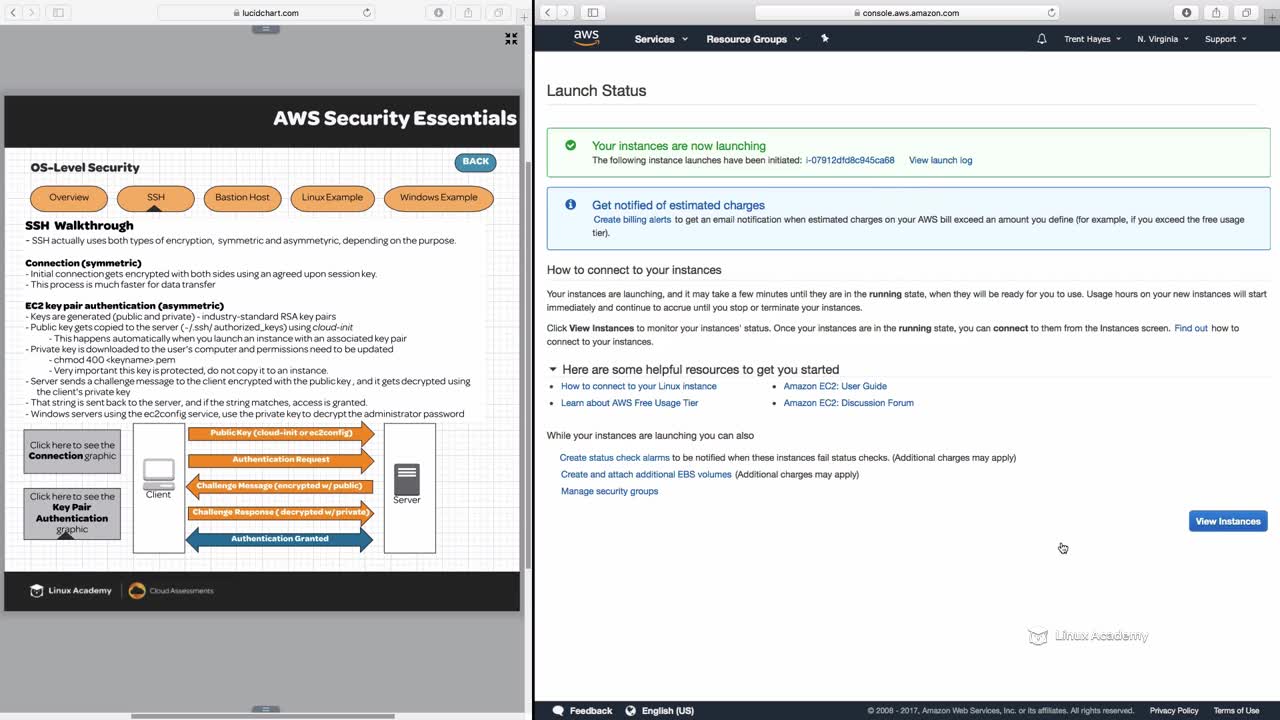 lucidchart.com
AWS Security Essentials
OS-Level Security
BACK
Overview
SSH
Bastion Host
Linux Example
Windows Example
SSH Walkthrough
- SSH actually uses both types of encryption, symmetric and asymmetyric, depending on the purpose.
Connection (symmetric)
- Initial connection gets encrypted with both sides using an agreed upon session key.
- This process is much faster for data transfer
EC2 key pair authentication (asymmetric)
- Keys are generated (public and private) - industry-standard RSA key pairs
- Public key gets copied to the server (~/.ssh/authorized_keys) using cloud-init
- This happens automatically when you launch an instance with an associated key pair
- Private key is downloaded to the user's computer and permissions need to be updated
- chmod 400 <keyname>.pem
- Very important this key is protected, do not copy it to an instance.
- Server sends a challenge message to the client encrypted with the public key, and it gets decrypted using
the client's private key
- That string is sent back to the server, and if the string matches, access is granted.
- Windows servers using the ec2config service, use the private key to decrypt the administrator password
Click here to see the
Connection graphic
Click here to see the
Key Pair
Authentication
graphic
Client
Public Key (cloud-init or ec2config)
Authentication Request
Challenge Message (encrypted w/ public)
Challenge Response ( decrypted w/private)
Authentication Granted
Server
Linux Academy
Cloud Assessments
console.aws.amazon.com
aws
Services
Resource Groups
Trent Hayes
N. Virginia
Support
Launch Status
Your instances are now launching
The following instance launches have been initiated: i-07912dfd8c945ca68 View launch log
Get notified of estimated charges
Create billing alerts to get an email notification when estimated charges on your AWS bill exceed an amount you define (for example, if you exceed the free usage
tier).
How to connect to your instances
Your instances are launching, and it may take a few minutes until they are in the running state, when they will be ready for you to use. Usage hours on your new instances will start
immediately and continue to accrue until you stop or terminate your instances.
Click View Instances to monitor your instances' status. Once your instances are in the running state, you can connect to them from the Instances screen. Find out how to
connect to your instances.
Here are some helpful resources to get you started
• How to connect to your Linux instance
• Amazon EC2: User Guide
• Learn about AWS Free Usage Tier
• Amazon EC2: Discussion Forum
While your instances are launching you can also
Create status check alarms to be notified when these instances fail status checks. (Additional charges may apply)
Create and attach additional EBS volumes (Additional charges may apply)
Manage security groups
View Instances
Linux Academy
Feedback
English (US)
© 2008 - 2017, Amazon Web Services, Inc. or its affiliates. All rights reserved.
Privacy Policy
Terms of Use